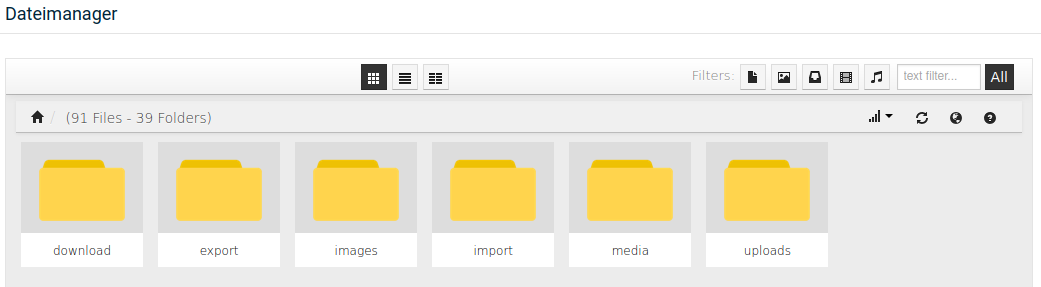 Dateimanager
Filters: text filter... All
/ (91 Files - 39 Folders)
download export images import media uploads